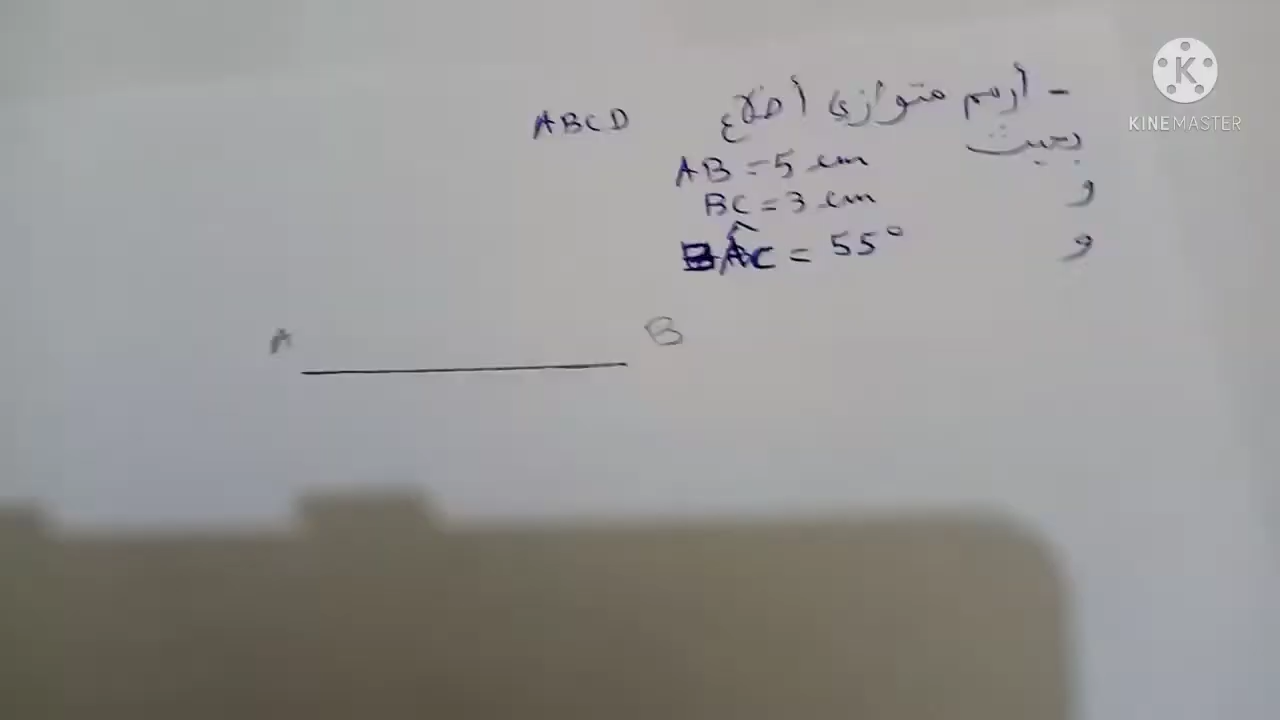 - أرسم متوازي أضلاع ABCD
بحيث AB = 5 cm
و BC = 3 cm
و BÂC = 55°
A B
K
KINEMASTER